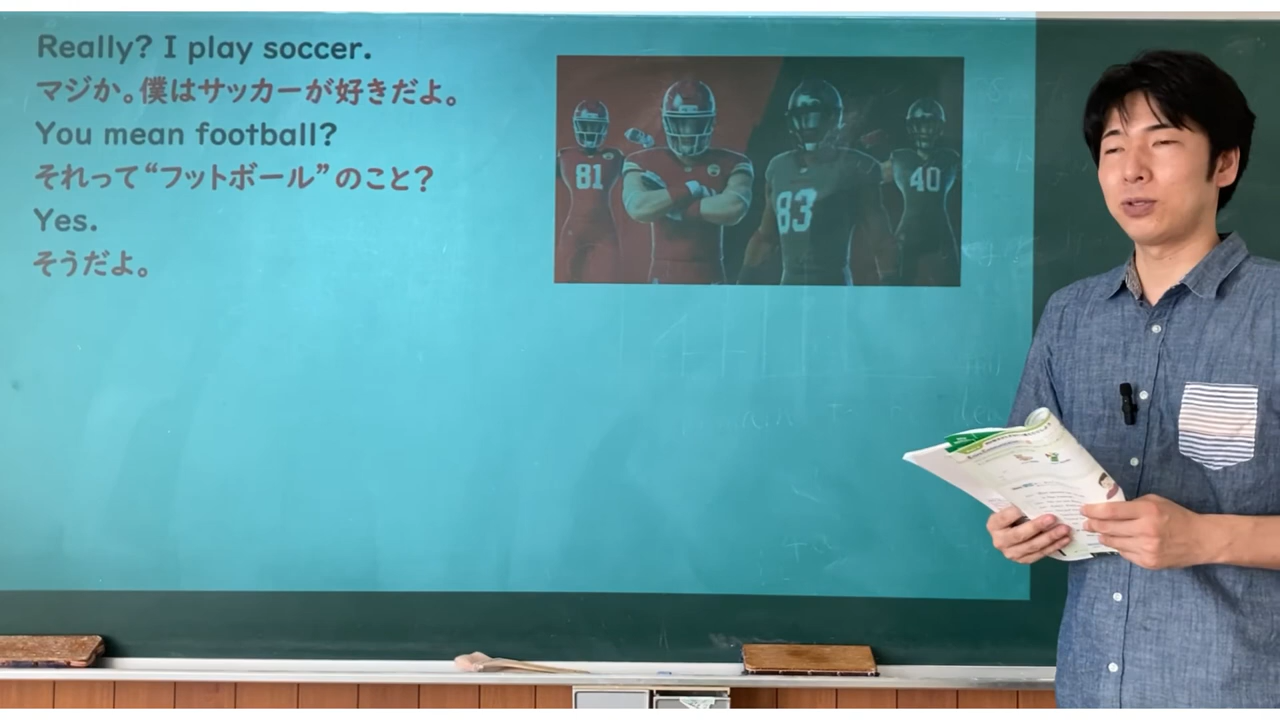 Really? I play soccer.
マジか。僕はサッカーが好きだよ。
You mean football?
それって“フットボール”のこと?
Yes.
そうだよ。
81
83
40